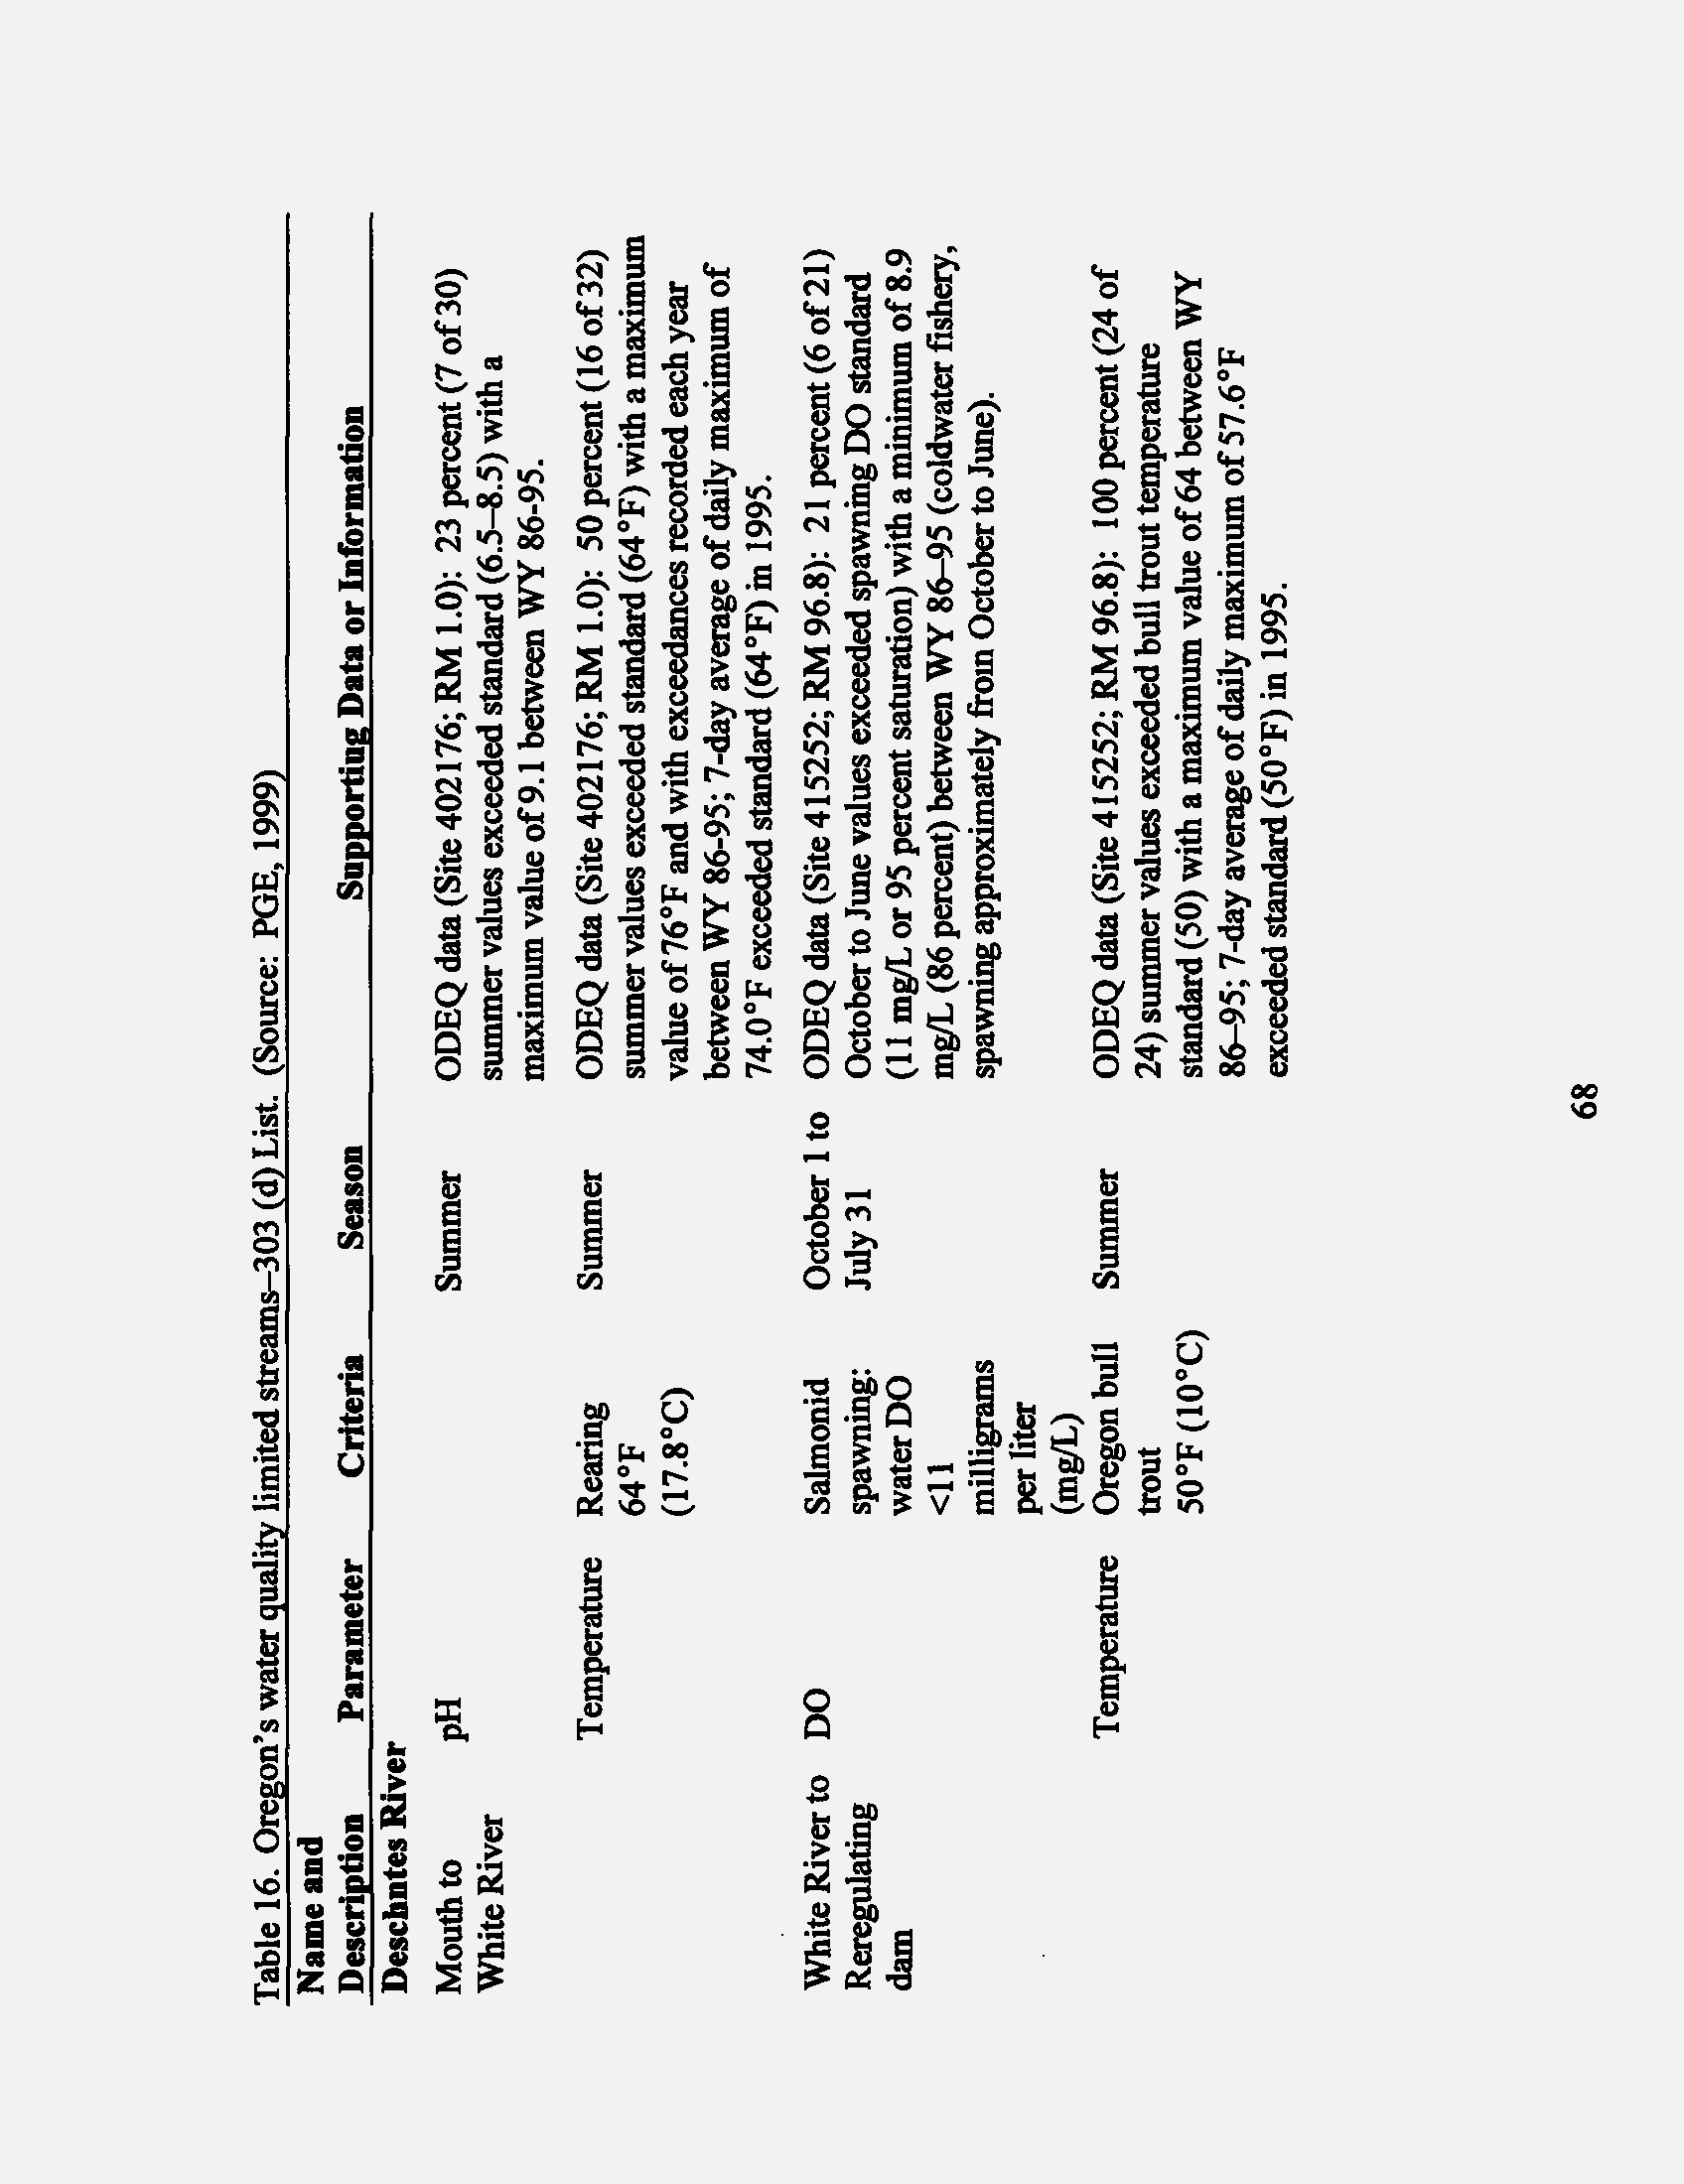 Table 16. Oregon's water quality limited streams–303 (d) List. (Source: PGE, 1999)
Name and
Description Parameter Criteria Season Supporting Data or Information
Deschntes River
Mouth to pH Summer ODEQ data (Site 402176; RM 1.0): 23 percent (7 of 30)
White River summer values exceeded standard (6.5–8.5) with a
maximum value of 9.1 between WY 86-95.
Temperature Rearing Summer ODEQ data (Site 402176; RM 1.0): 50 percent (16 of 32)
64°F summer values exceeded standard (64°F) with a maximum
(17.8°C) value of 76°F and with exceedances recorded each year
between WY 86-95; 7-day average of daily maximum of
74.0°F exceeded standard (64°F) in 1995.
White River to DO Salmonid October 1 to ODEQ data (Site 415252; RM 96.8): 21 percent (6 of 21)
Reregulating spawning: July 31 October to June values exceeded spawning DO standard
dam water DO (11 mg/L or 95 percent saturation) with a minimum of 8.9
<11 mg/L (86 percent) between WY 86–95 (coldwater fishery,
milligrams spawning approximately from October to June).
per liter
(mg/L)
Temperature Oregon bull Summer ODEQ data (Site 415252; RM 96.8): 100 percent (24 of
trout 24) summer values exceeded bull trout temperature
50°F (10°C) standard (50) with a maximum value of 64 between WY
86–95; 7-day average of daily maximum of 57.6°F
exceeded standard (50°F) in 1995.
68